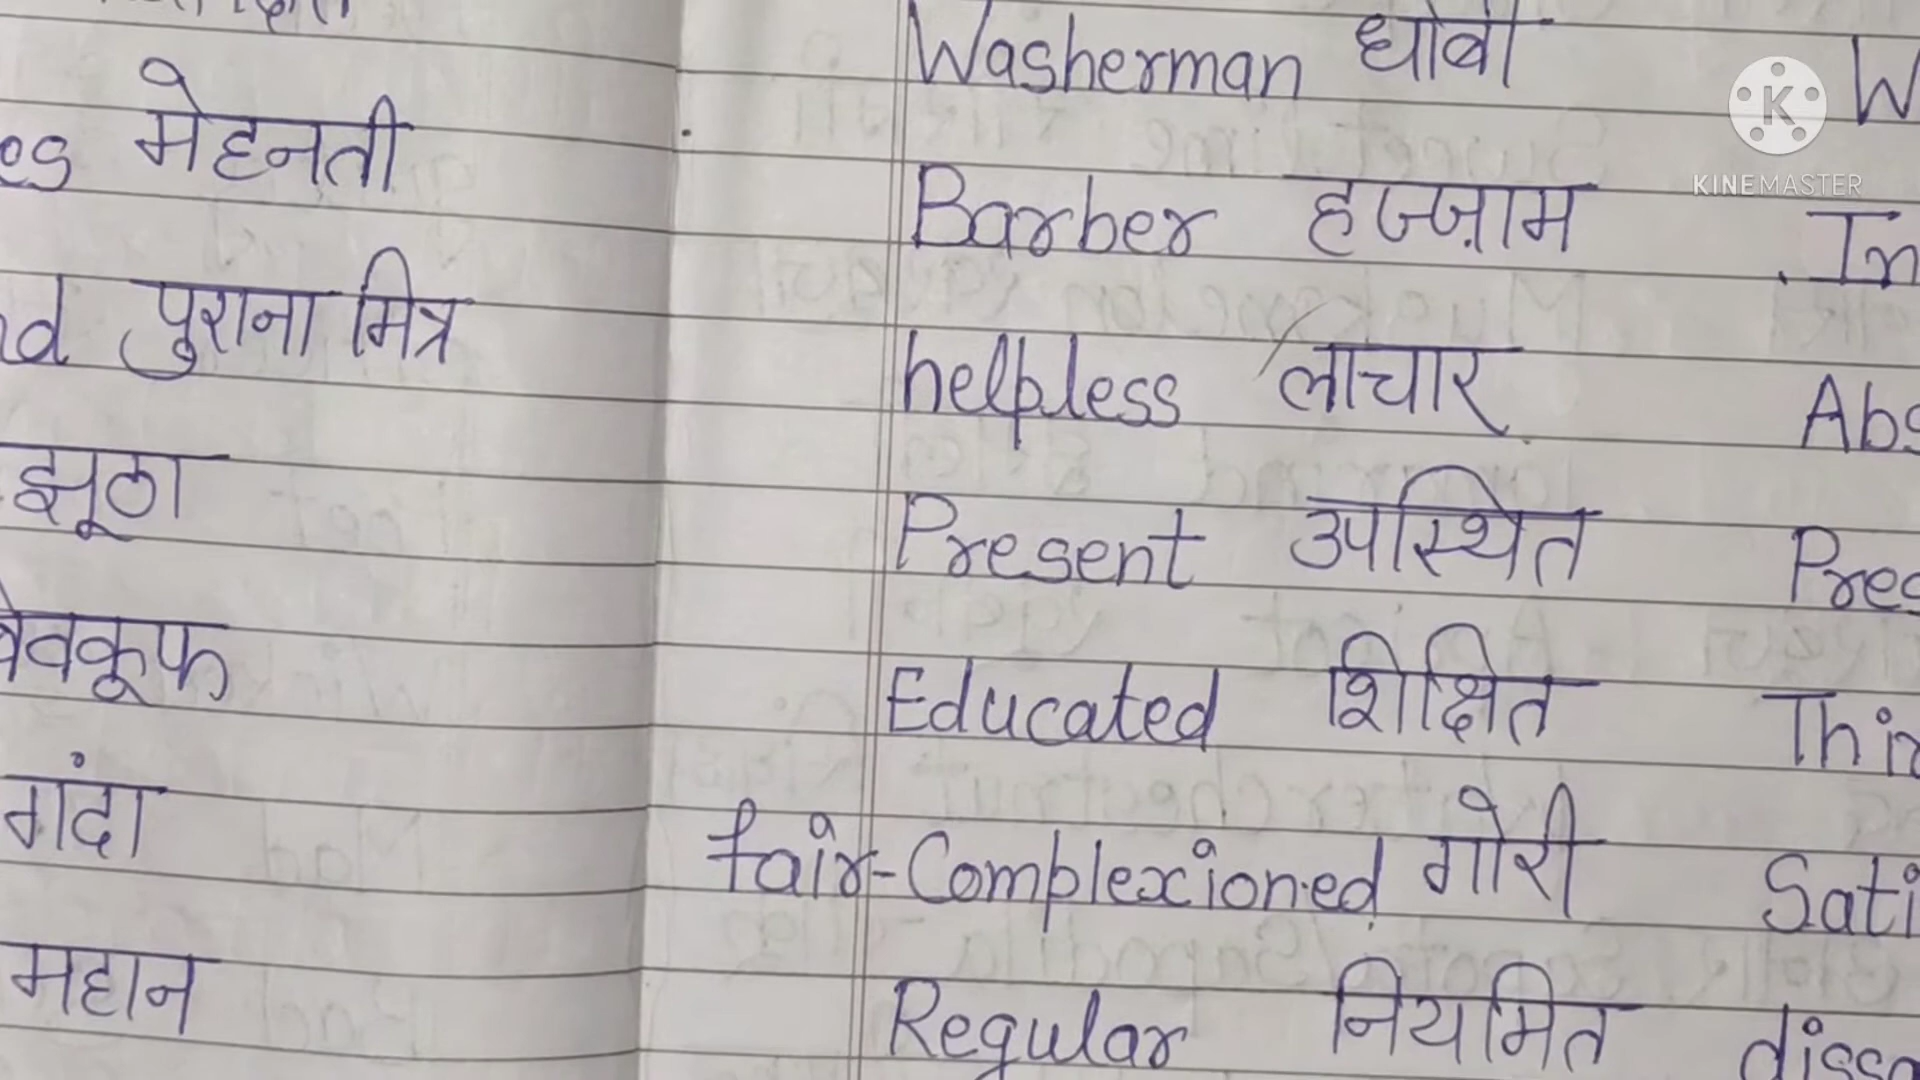 मेहनती
पुराना मित्र
झूठा
बेवकूफ
गंदा
महान
Washerman धोबी
Barber हज्ज़ाम
helpless लाचार
Present उपस्थित
Educated शिक्षित
fair-Complexioned गोरी
Regular नियमित
KINEMASTER